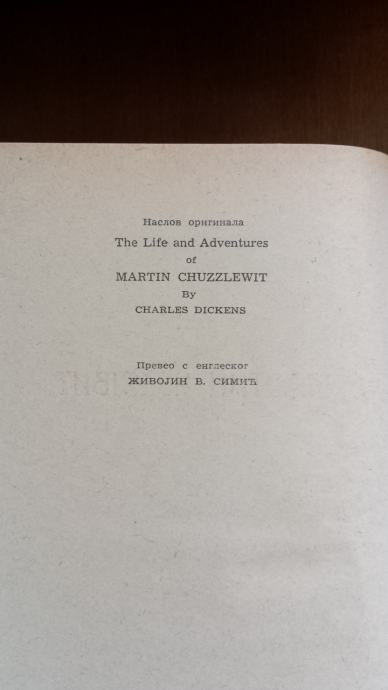 Наслов оригинала
The Life and Adventures
of
MARTIN CHUZZLEWIT
By
CHARLES DICKENS
Превео с енглеског
ЖИВОЈИН В. СИМИЋ